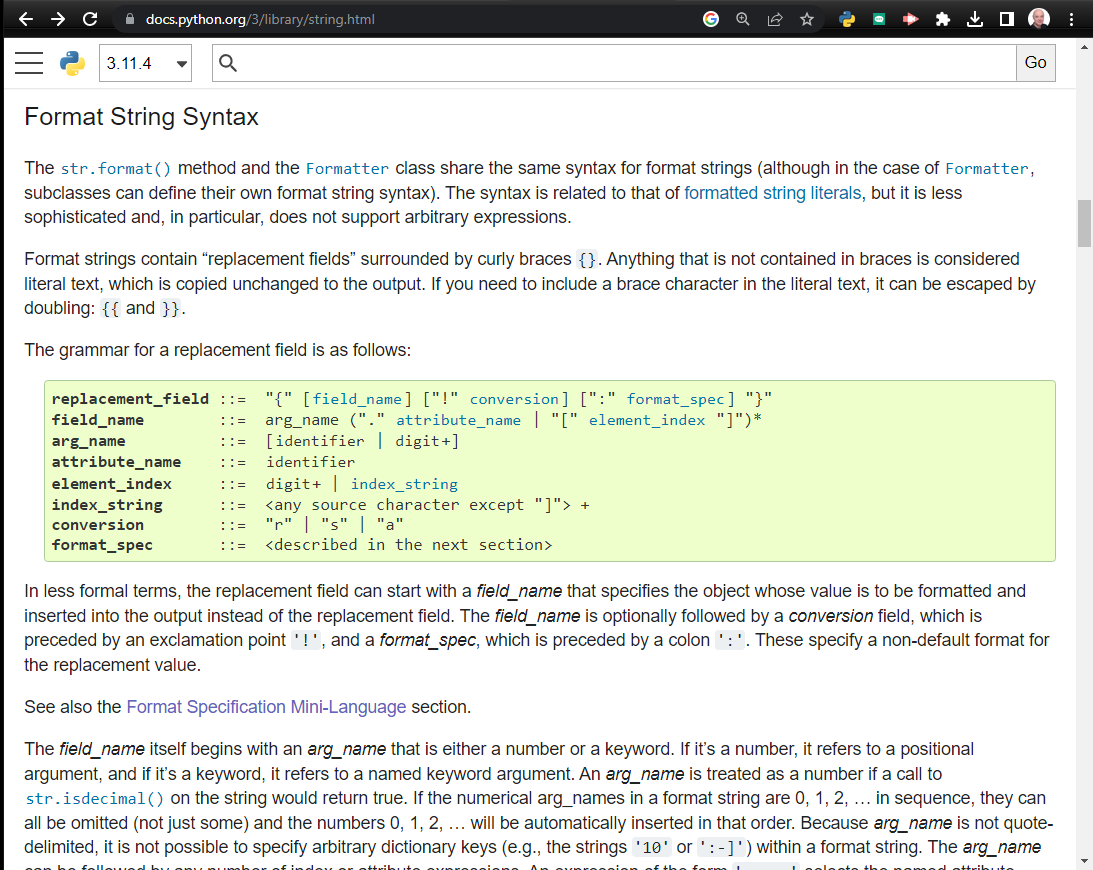 docs.python.org/3/library/string.html
3.11.4
Go
Format String Syntax
The str.format() method and the Formatter class share the same syntax for format strings (although in the case of Formatter,
subclasses can define their own format string syntax). The syntax is related to that of formatted string literals, but it is less
sophisticated and, in particular, does not support arbitrary expressions.
Format strings contain “replacement fields” surrounded by curly braces {}. Anything that is not contained in braces is considered
literal text, which is copied unchanged to the output. If you need to include a brace character in the literal text, it can be escaped by
doubling: {{ and }}.
The grammar for a replacement field is as follows:
replacement_field ::= "{" [field_name] ["!" conversion] [":" format_spec] "}"
field_name ::= arg_name ("." attribute_name | "[" element_index "]")*
arg_name ::= [identifier | digit+]
attribute_name ::= identifier
element_index ::= digit+ | index_string
index_string ::= <any source character except "]"> +
conversion ::= "r" | "s" | "a"
format_spec ::= <described in the next section>
In less formal terms, the replacement field can start with a field_name that specifies the object whose value is to be formatted and
inserted into the output instead of the replacement field. The field_name is optionally followed by a conversion field, which is
preceded by an exclamation point '!', and a format_spec, which is preceded by a colon ':'. These specify a non-default format for
the replacement value.
See also the Format Specification Mini-Language section.
The field_name itself begins with an arg_name that is either a number or a keyword. If it’s a number, it refers to a positional
argument, and if it’s a keyword, it refers to a named keyword argument. An arg_name is treated as a number if a call to
str.isdecimal() on the string would return true. If the numerical arg_names in a format string are 0, 1, 2, … in sequence, they can
all be omitted (not just some) and the numbers 0, 1, 2, … will be automatically inserted in that order. Because arg_name is not quote-
delimited, it is not possible to specify arbitrary dictionary keys (e.g., the strings '10' or ':-]') within a format string. The arg_name